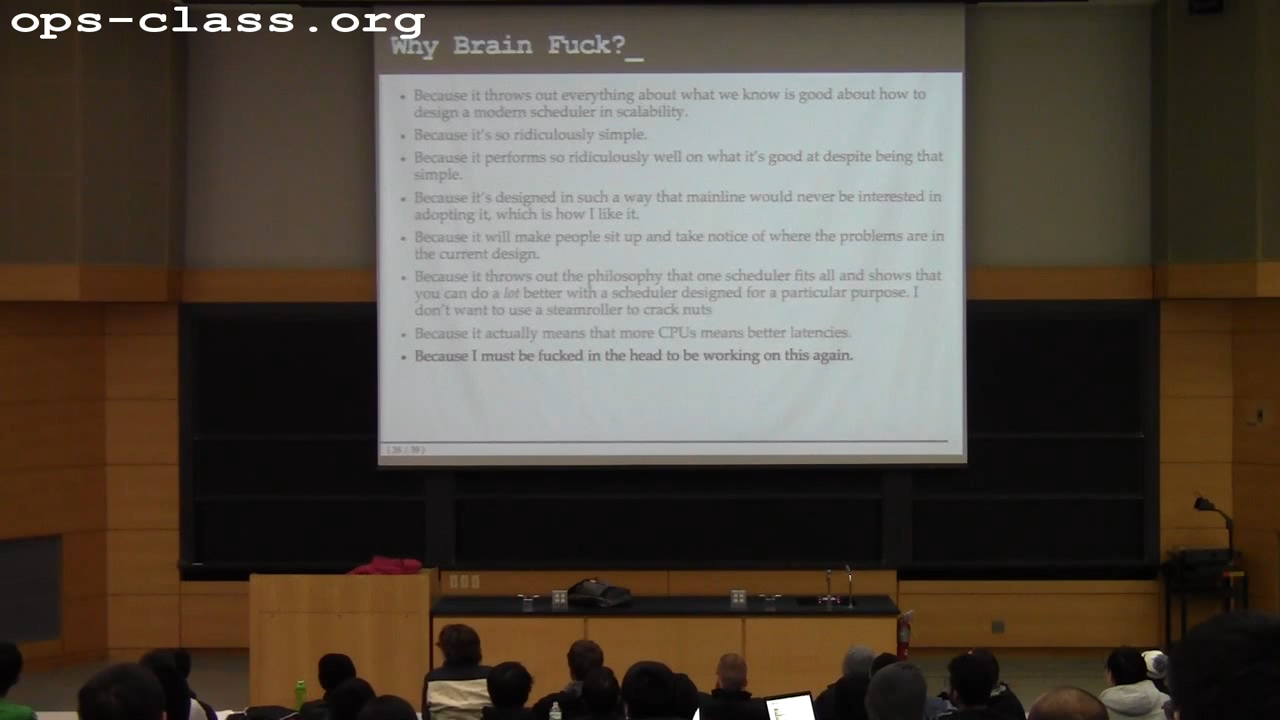 ops-class.org
Why Brain Fuck?_
• Because it throws out everything about what we know is good about how to
design a modern scheduler in scalability.
• Because it's so ridiculously simple.
• Because it performs so ridiculously well on what it's good at despite being that
simple.
• Because it's designed in such a way that mainline would never be interested in
adopting it, which is how I like it.
• Because it will make people sit up and take notice of where the problems are in
the current design.
• Because it throws out the philosophy that one scheduler fits all and shows that
you can do a lot better with a scheduler designed for a particular purpose. I
don't want to use a steamroller to crack nuts
• Because it actually means that more CPUs means better latencies.
• Because I must be fucked in the head to be working on this again.